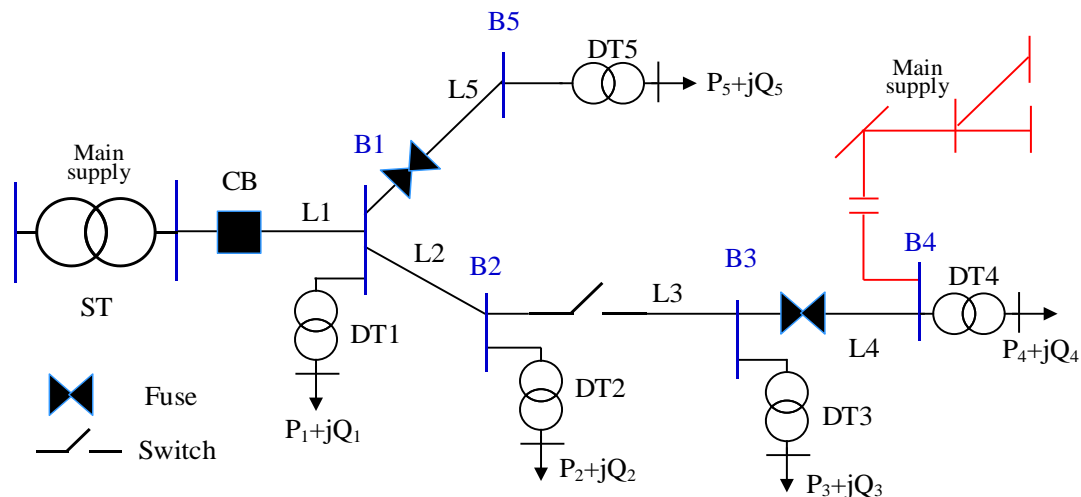 B5
DT5
P5+jQ5
L5
Main
supply
B1
Main
supply
CB
L1
L2
B2
B3
B4
DT4
L3
L4
P4+jQ4
ST
DT1
DT2
DT3
P1+jQ1
P2+jQ2
P3+jQ3
Fuse
Switch